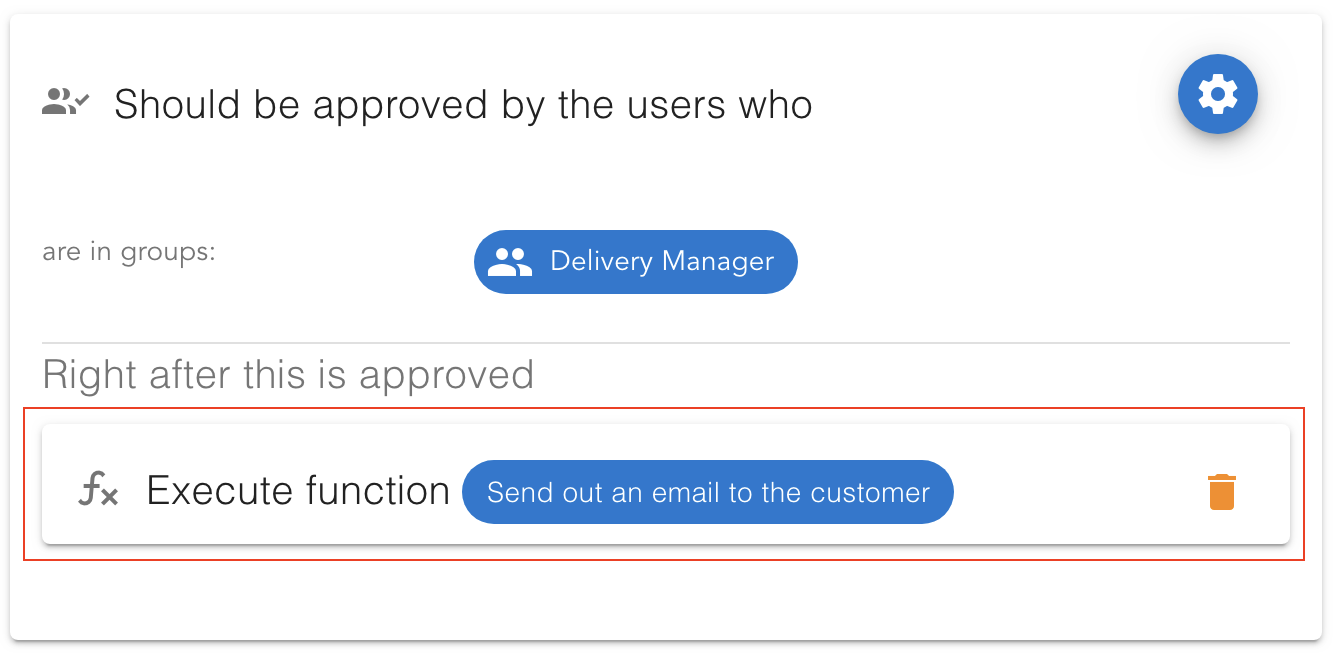 Should be approved by the users who
are in groups:
Delivery Manager
Right after this is approved
Execute function Send out an email to the customer